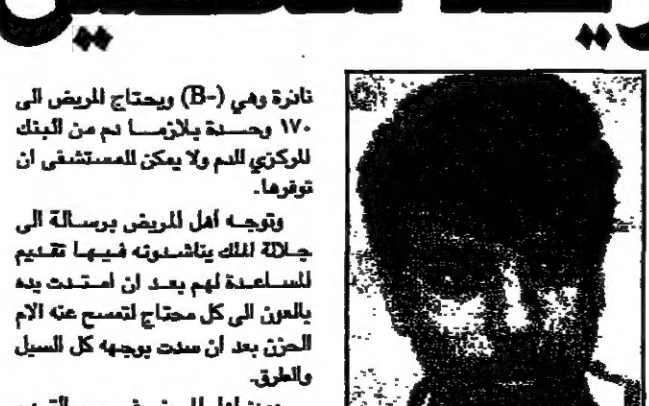 نادرة وهي (-B) ويحتاج المريض الى
١٧٠ وحدة بلازما دم من البنك
المركزي للدم ولا يمكن للمستشفى ان
توفرها.
وتوجه أهل المريض برسالة الى
جلالة الملك يناشدونه فيها تقديم
المساعدة لهم بعد ان امتدت يده
بالعون الى كل محتاج لتمسح عنه الام
الحزن بعد ان سدت بوجهه كل السبل
والطرق.